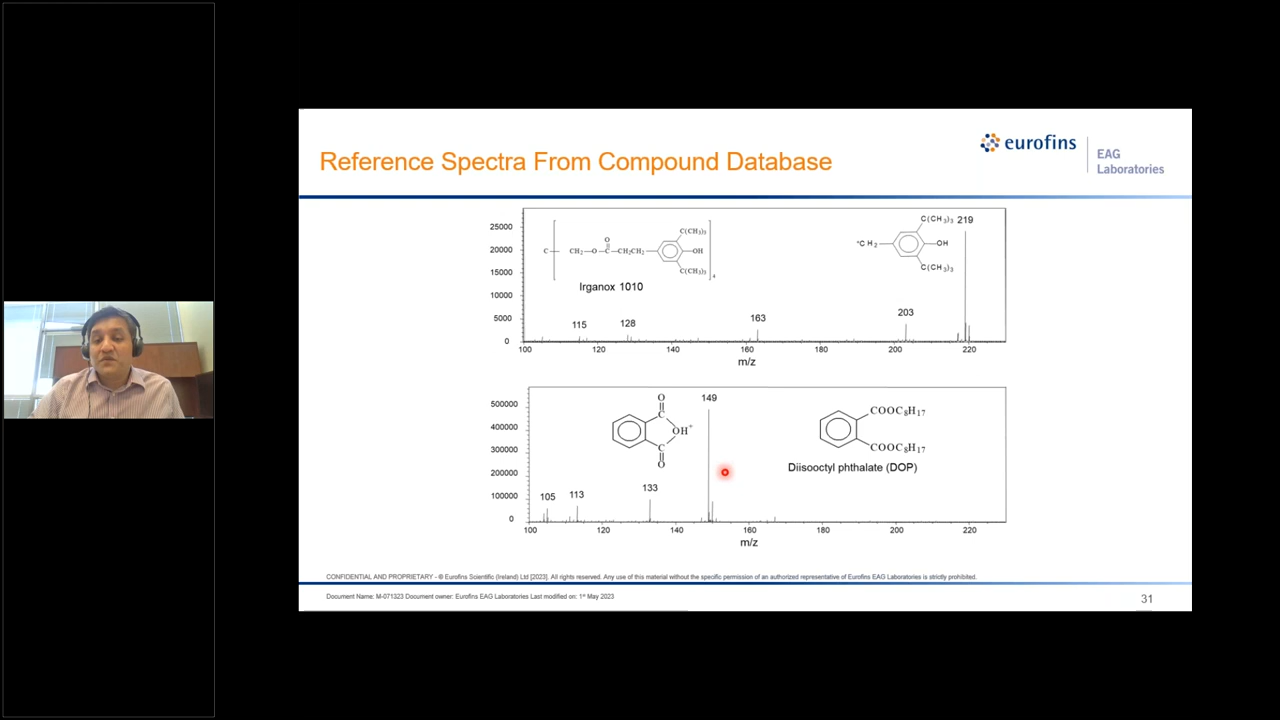 Reference Spectra From Compound Database
eurofins
EAG
Laboratories
25000
20000
15000
10000
5000
0
C
CH₂
O
C
O
CH₂CH₂
C(CH₃)₃
OH
C(CH₃)₃
4
Irganox 1010
⁺CH₂
C(CH₃)₃
OH
C(CH₃)₃
219
115
128
163
203
100
120
140
160
180
200
220
m/z
500000
400000
300000
200000
100000
0
O
C
OH⁺
C
O
149
COOC₈H₁₇
COOC₈H₁₇
Diisooctyl phthalate (DOP)
105
113
133
100
120
140
160
180
200
220
m/z
CONFIDENTIAL AND PROPRIETARY - © Eurofins Scientific (Ireland) Ltd [2023]. All rights reserved. Any use of this material without the specific permission of an authorized representative of Eurofins EAG Laboratories is strictly prohibited.
Document Name: M-071323 Document owner: Eurofins EAG Laboratories Last modified on: 1st May 2023
31